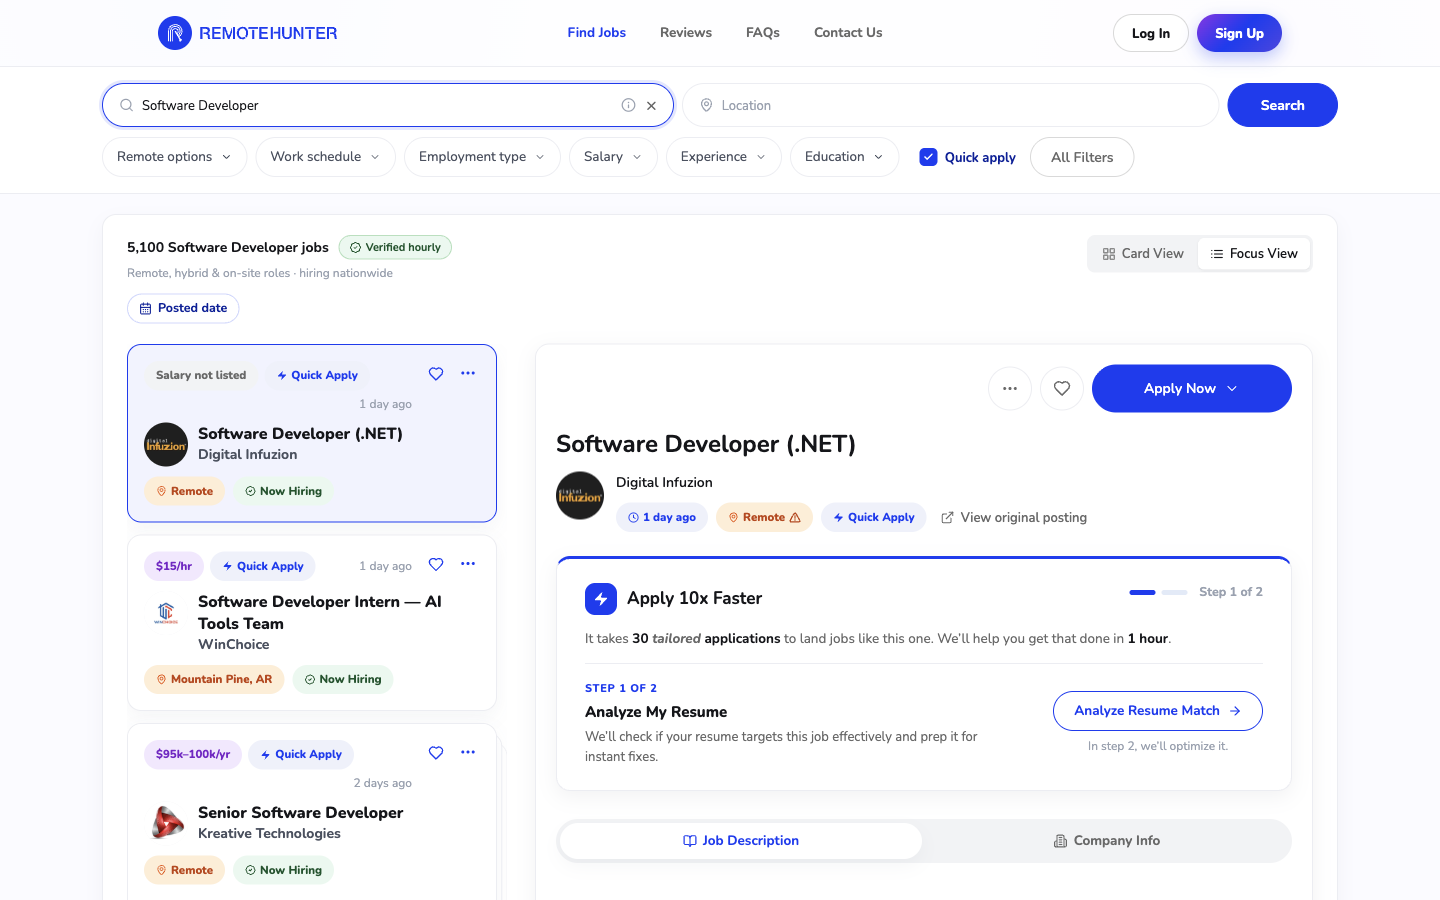 REMOTEHUNTER
Find Jobs
Reviews
FAQs
Contact Us
Log In
Sign Up
Software Developer
Location
Search
Remote options
Work schedule
Employment type
Salary
Experience
Education
Quick apply
All Filters
5,100 Software Developer jobs
Verified hourly
Remote, hybrid & on-site roles · hiring nationwide
Card View
Focus View
Posted date
Salary not listed
Quick Apply
1 day ago
digital
Infuzion
Software Developer (.NET)
Digital Infuzion
Remote
Now Hiring
$15/hr
Quick Apply
1 day ago
WINCHOICE
Software Developer Intern — AI
Tools Team
WinChoice
Mountain Pine, AR
Now Hiring
$95k–100k/yr
Quick Apply
2 days ago
Senior Software Developer
Kreative Technologies
Remote
Now Hiring
Apply Now
Software Developer (.NET)
digital
Infuzion
Digital Infuzion
1 day ago
Remote
Quick Apply
View original posting
Apply 10x Faster
Step 1 of 2
It takes 30 tailored applications to land jobs like this one. We'll help you get that done in 1 hour.
STEP 1 OF 2
Analyze My Resume
We'll check if your resume targets this job effectively and prep it for
instant fixes.
Analyze Resume Match
In step 2, we'll optimize it.
Job Description
Company Info